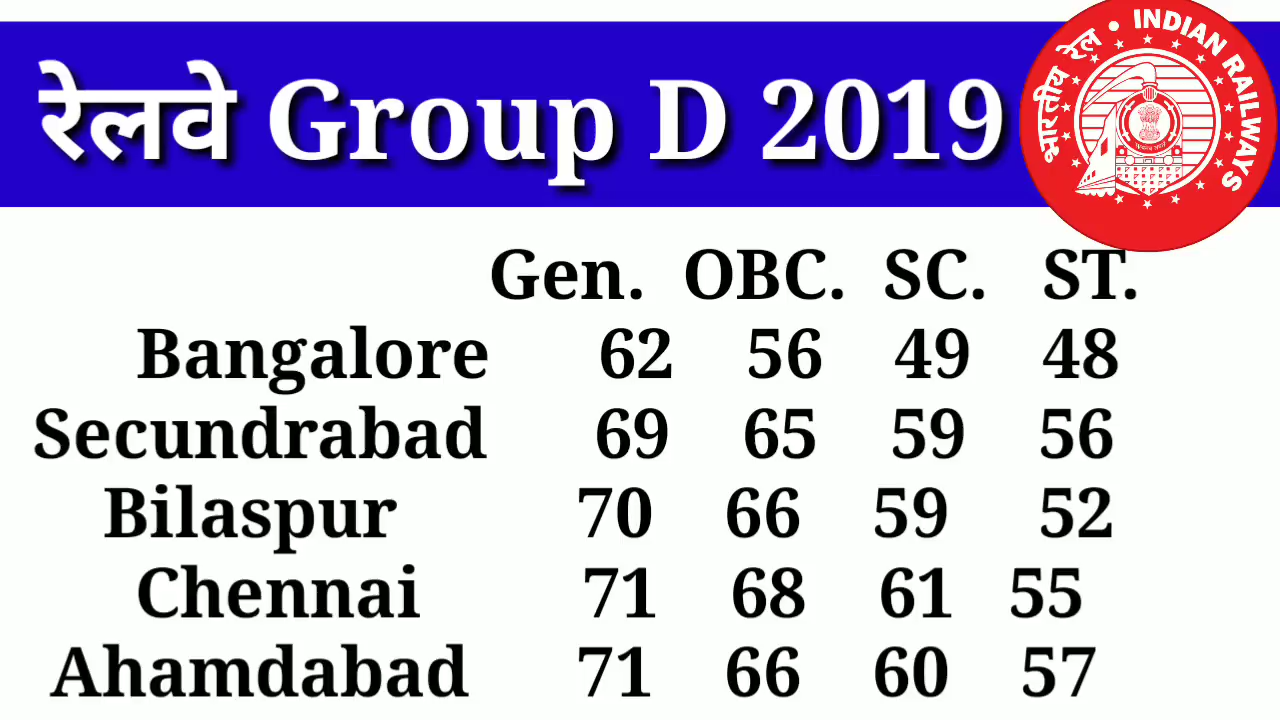 रेलवे Group D 2019
भारतीय रेल • INDIAN RAILWAYS
Gen. OBC. SC. ST.
Bangalore 62 56 49 48
Secundrabad 69 65 59 56
Bilaspur 70 66 59 52
Chennai 71 68 61 55
Ahamdabad 71 66 60 57